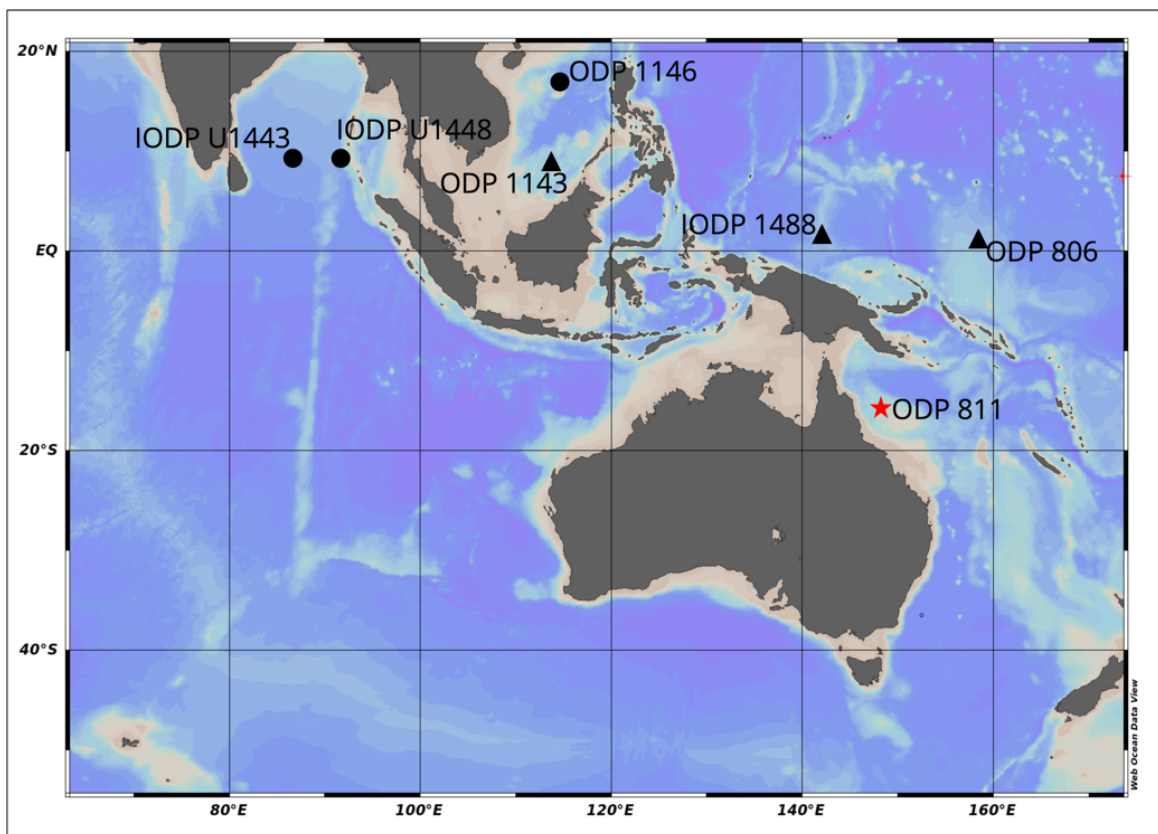 20°N
ODP 1146
IODP U1443
IODP U1448
ODP 1143
IODP 1488
EQ
ODP 806
ODP 811
20°S
40°S
Web Ocean Data View
80°E
100°E
120°E
140°E
160°E